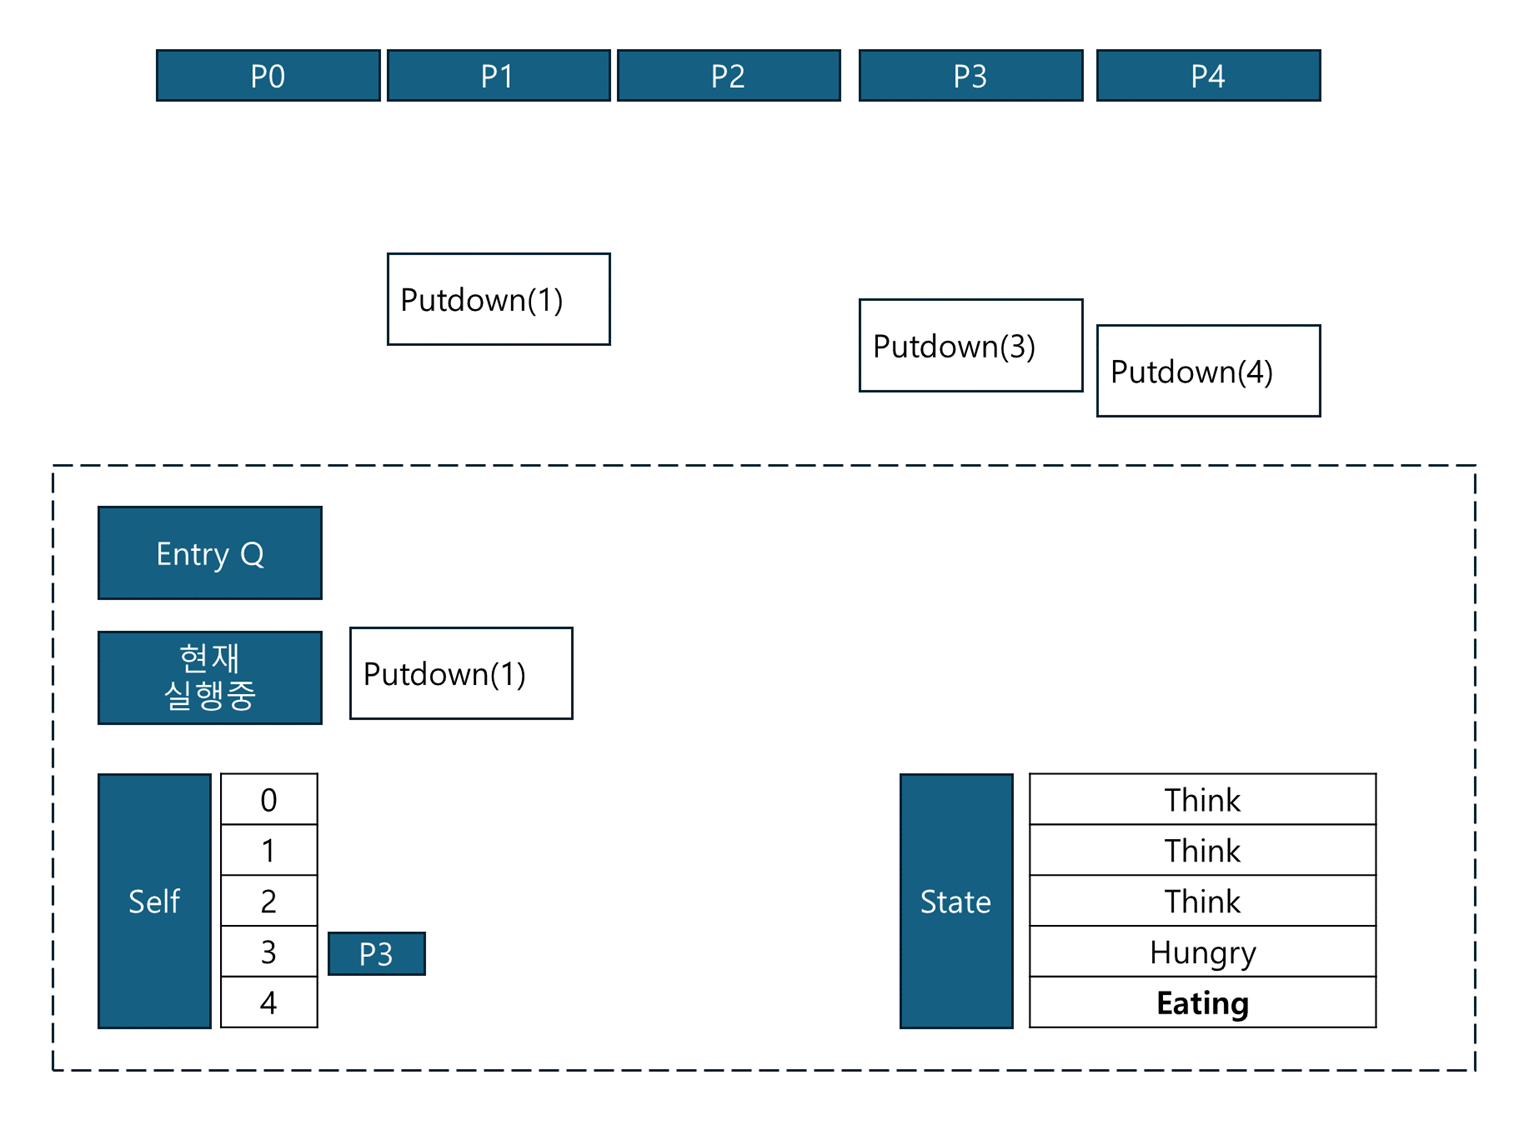 P0
P1
P2
P3
P4
Putdown(1)
Putdown(3)
Putdown(4)
Entry Q
현재
실행중
Putdown(1)
Self
0
1
2
3
4
P3
State
Think
Think
Think
Hungry
Eating